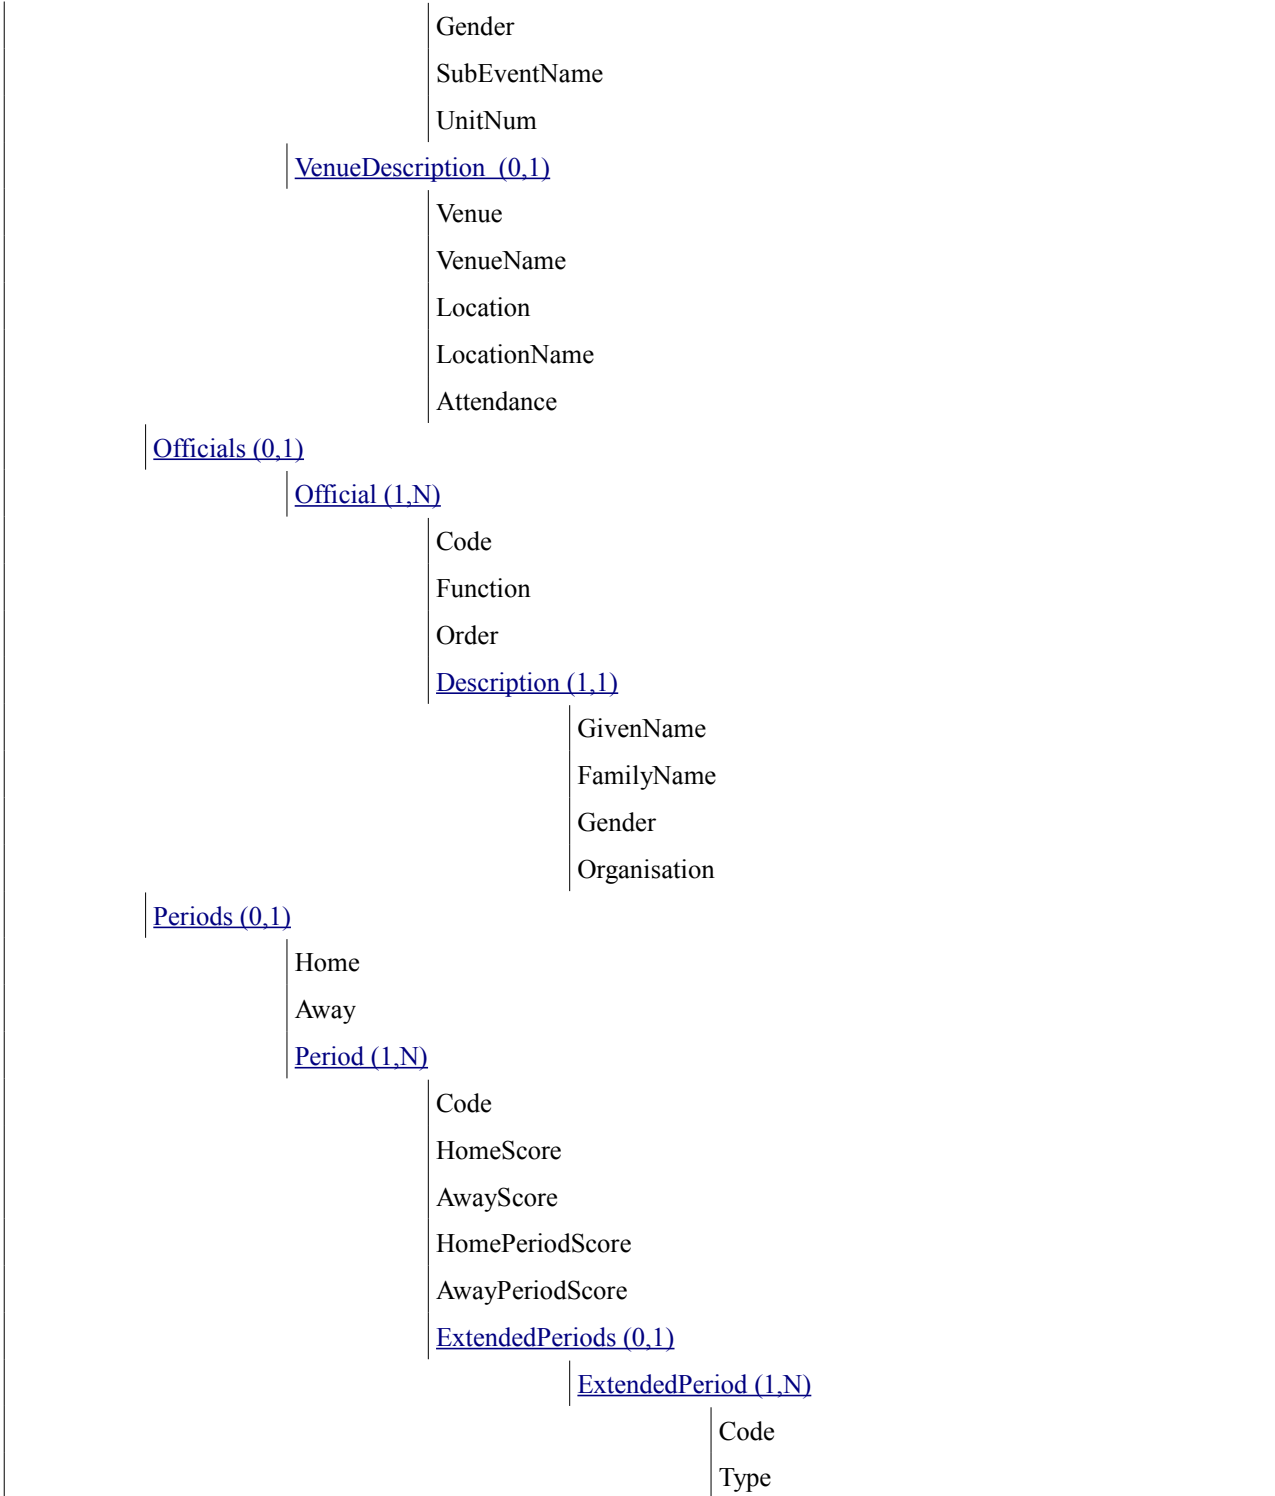 Gender
SubEventName
UnitNum
VenueDescription  (0,1)
Venue
VenueName
Location
LocationName
Attendance
Officials (0,1)
Official (1,N)
Code
Function
Order
Description (1,1)
GivenName
FamilyName
Gender
Organisation
Periods (0,1)
Home
Away
Period (1,N)
Code
HomeScore
AwayScore
HomePeriodScore
AwayPeriodScore
ExtendedPeriods (0,1)
ExtendedPeriod (1,N)
Code
Type